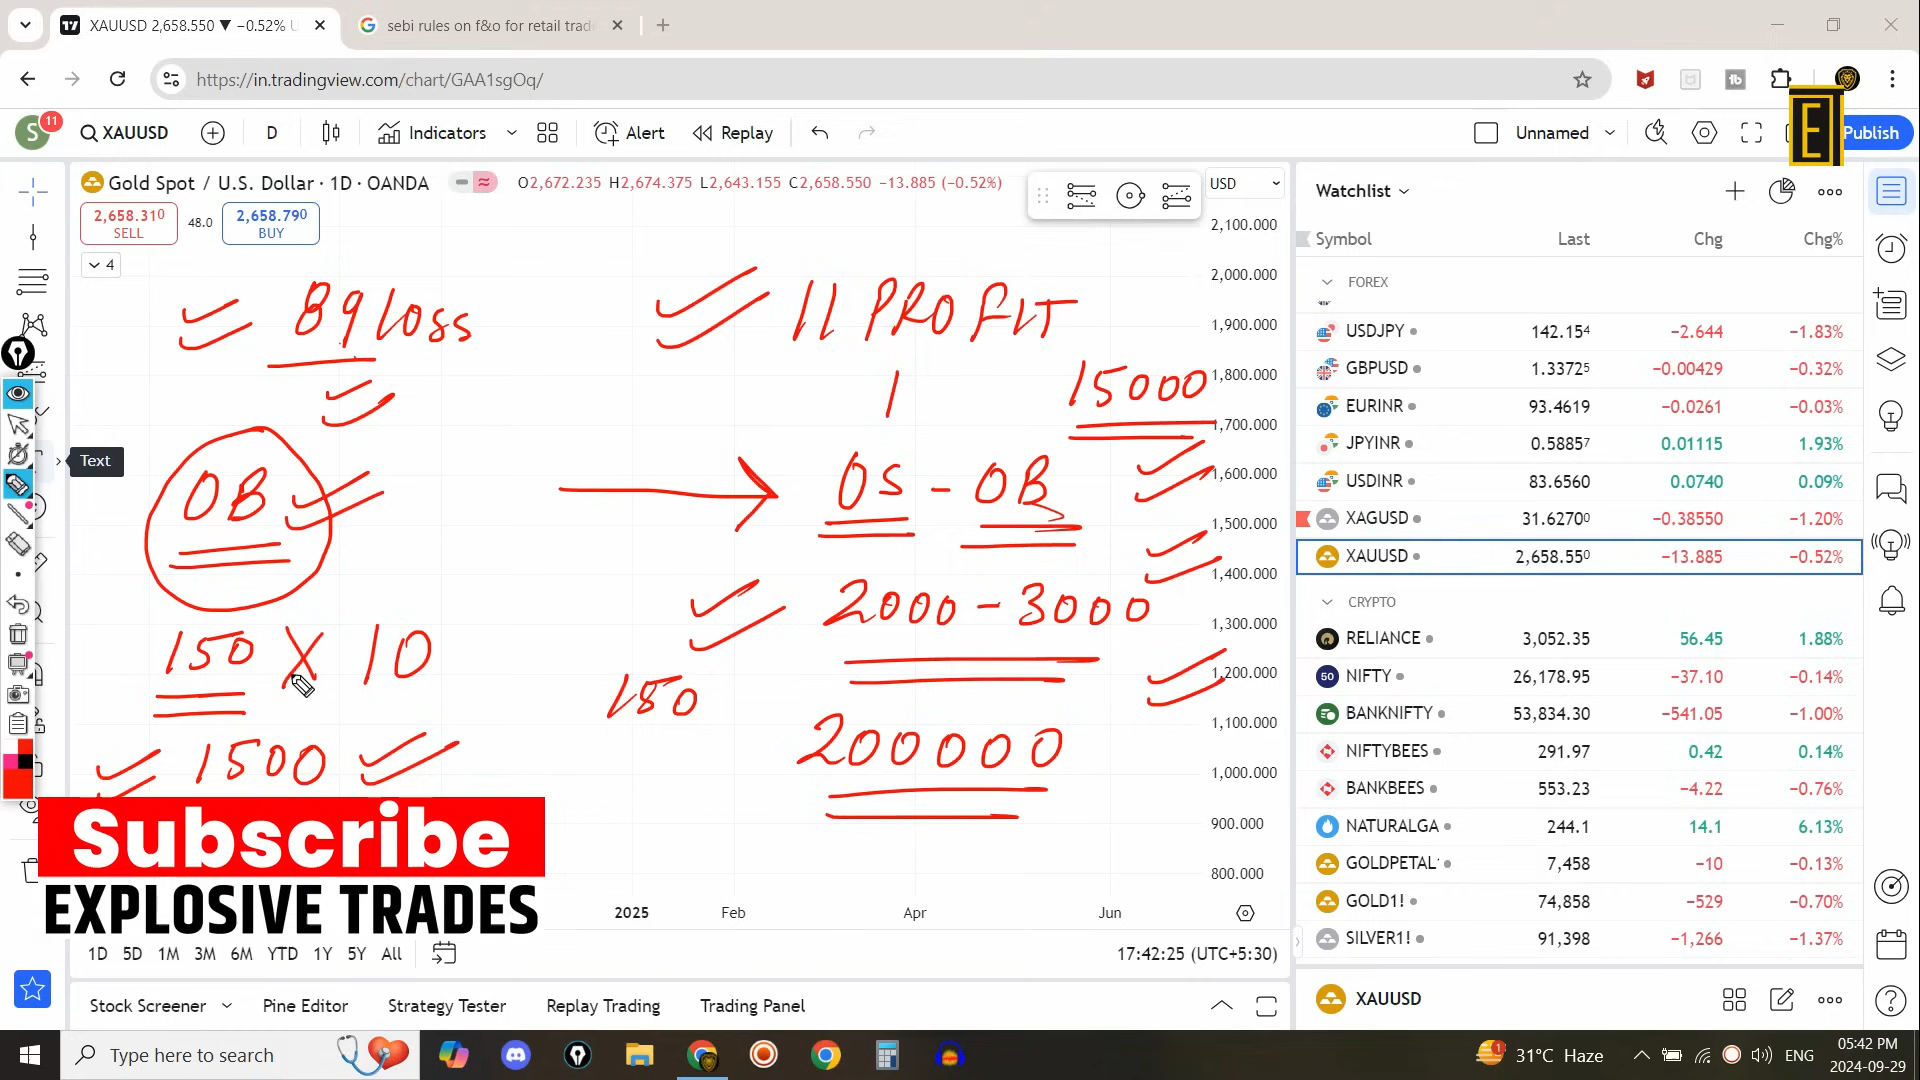 XAUUSD 2,658.550 ▼ −0.52% U
sebi rules on f&o for retail trade
https://in.tradingview.com/chart/GAA1sgOq/
S 11 XAUUSD D Indicators Alert Replay Unnamed Publish
E
Gold Spot / U.S. Dollar · 1D · OANDA O2,672.235 H2,674.375 L2,643.155 C2,658.550 −13.885 (−0.52%) USD
2,658.310 SELL 48.0 2,658.790 BUY
4
89 loss
11 PROFIT
1
15000
Text
OB
OS - OB
2000 - 3000
150 X 10
150
1500
200000
Subscribe
EXPLOSIVE TRADES
2,100.000
2,000.000
1,900.000
1,800.000
1,700.000
1,600.000
1,500.000
1,400.000
1,300.000
1,200.000
1,100.000
1,000.000
900.000
800.000
2025 Feb Apr Jun
1D 5D 1M 3M 6M YTD 1Y 5Y All 17:42:25 (UTC+5:30)
Stock Screener Pine Editor Strategy Tester Replay Trading Trading Panel
Watchlist
Symbol Last Chg Chg%
FOREX
USDJPY 142.154 −2.644 −1.83%
GBPUSD 1.33725 −0.00429 −0.32%
EURINR 93.4619 −0.0261 −0.03%
JPYINR 0.58857 0.01115 1.93%
USDINR 83.6560 0.0740 0.09%
XAGUSD 31.62700 −0.38550 −1.20%
XAUUSD 2,658.550 −13.885 −0.52%
CRYPTO
RELIANCE 3,052.35 56.45 1.88%
50 NIFTY 26,178.95 −37.10 −0.14%
BANKNIFTY 53,834.30 −541.05 −1.00%
NIFTYBEES 291.97 0.42 0.14%
BANKBEES 553.23 −4.22 −0.76%
NATURALGA 244.1 14.1 6.13%
GOLDPETAL 7,458 −10 −0.13%
GOLD1! 74,858 −529 −0.70%
SILVER1! 91,398 −1,266 −1.37%
XAUUSD
Type here to search
31°C Haze ENG
05:42 PM
2024-09-29